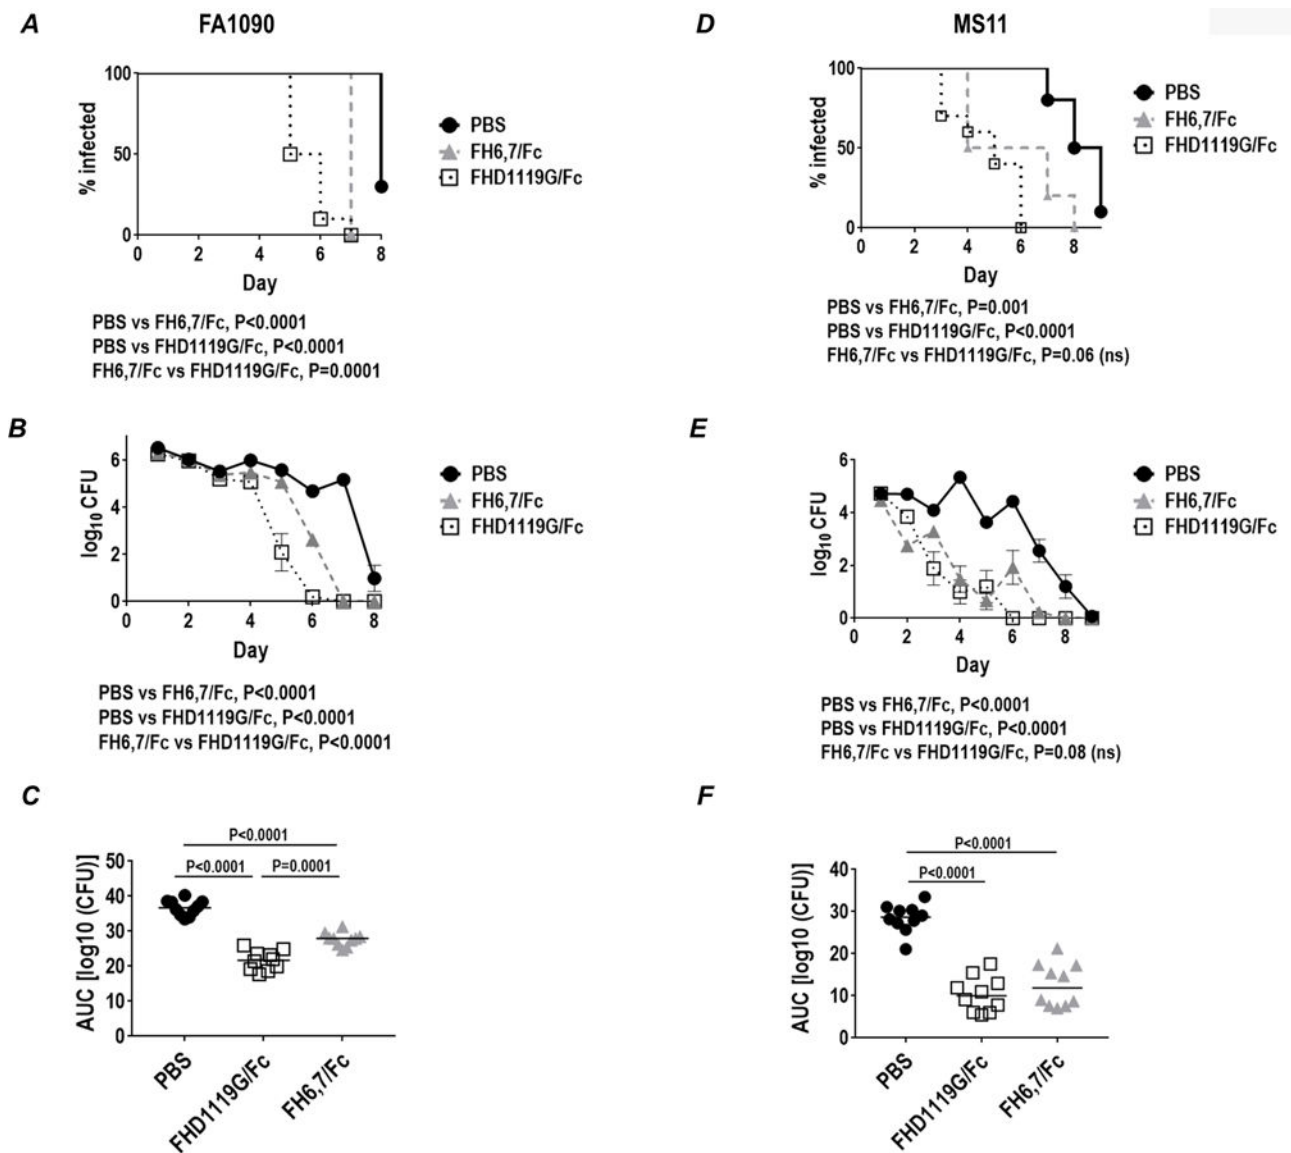 A
FA1090
100
50
0
% infected
0 2 4 6 8
Day
PBS
FH6,7/Fc
FHD1119G/Fc
PBS vs FH6,7/Fc, P<0.0001
PBS vs FHD1119G/Fc, P<0.0001
FH6,7/Fc vs FHD1119G/Fc, P=0.0001
B
6
4
2
0
log10 CFU
0 2 4 6 8
Day
PBS
FH6,7/Fc
FHD1119G/Fc
PBS vs FH6,7/Fc, P<0.0001
PBS vs FHD1119G/Fc, P<0.0001
FH6,7/Fc vs FHD1119G/Fc, P<0.0001
C
P<0.0001
P<0.0001 P=0.0001
50
40
30
20
10
0
AUC [log10 (CFU)]
PBS
FHD1119G/Fc
FH6,7/Fc
D
MS11
100
50
0
% infected
0 2 4 6 8
Day
PBS
FH6,7/Fc
FHD1119G/Fc
PBS vs FH6,7/Fc, P=0.001
PBS vs FHD1119G/Fc, P<0.0001
FH6,7/Fc vs FHD1119G/Fc, P=0.06 (ns)
E
6
4
2
0
log10 CFU
0 2 4 6 8
Day
PBS
FH6,7/Fc
FHD1119G/Fc
PBS vs FH6,7/Fc, P<0.0001
PBS vs FHD1119G/Fc, P<0.0001
FH6,7/Fc vs FHD1119G/Fc, P=0.08 (ns)
F
P<0.0001
P<0.0001
40
30
20
10
0
AUC [log10 (CFU)]
PBS
FHD1119G/Fc
FH6,7/Fc